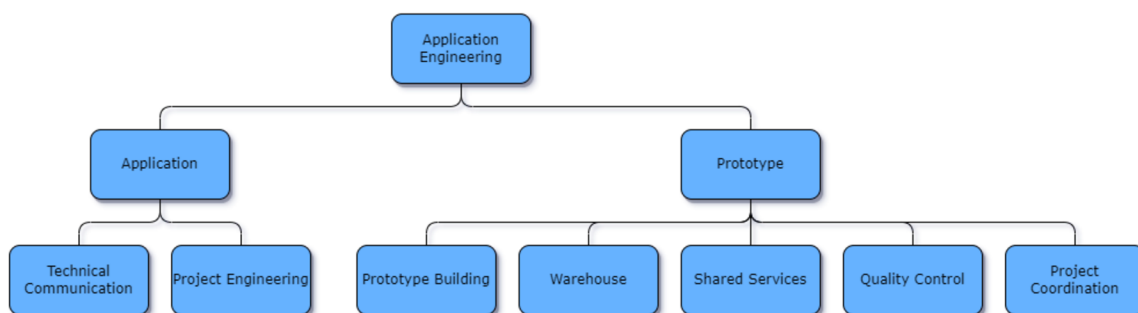 Application
Engineering
Application
Prototype
Technical
Communication
Project Engineering
Prototype Building
Warehouse
Shared Services
Quality Control
Project
Coordination